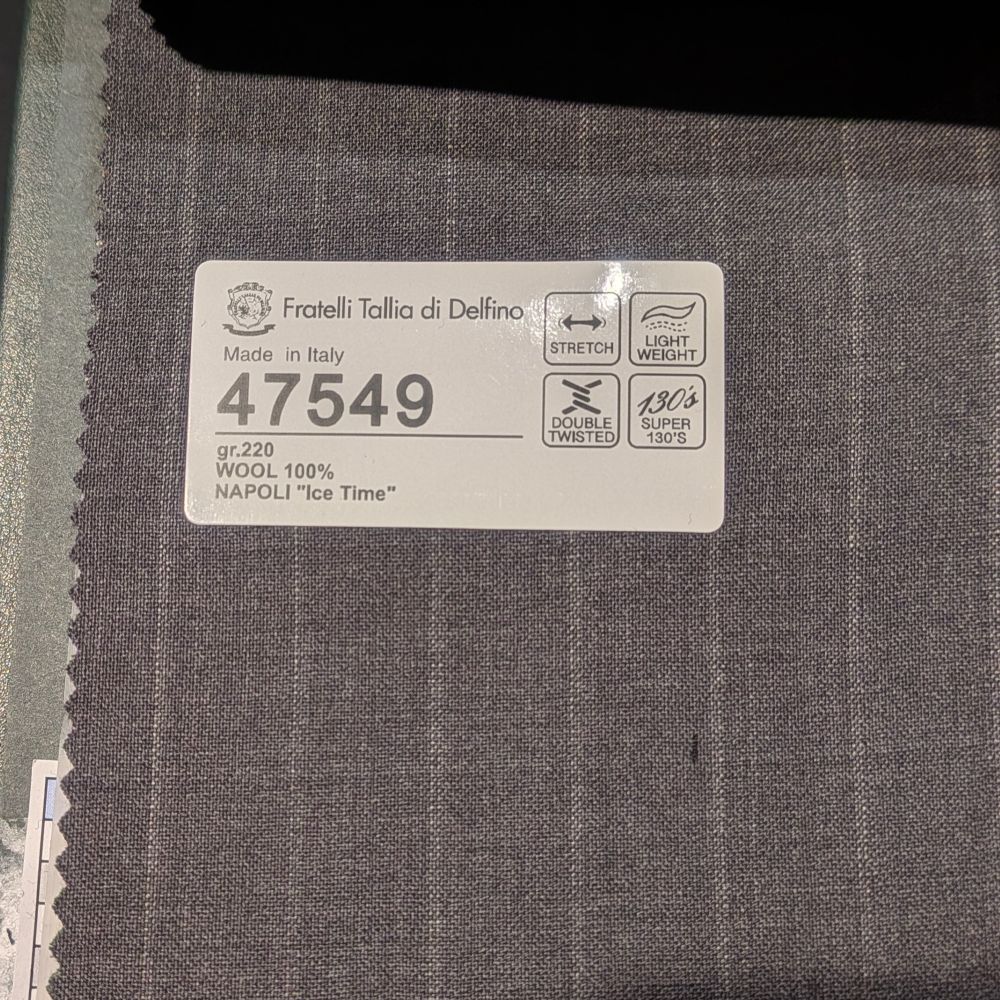 Fratelli Tallia di Delfino
Made in Italy
47549
gr.220
WOOL 100%
NAPOLI "Ice Time"
STRETCH
LIGHT
WEIGHT
DOUBLE
TWISTED
130's
SUPER
130'S